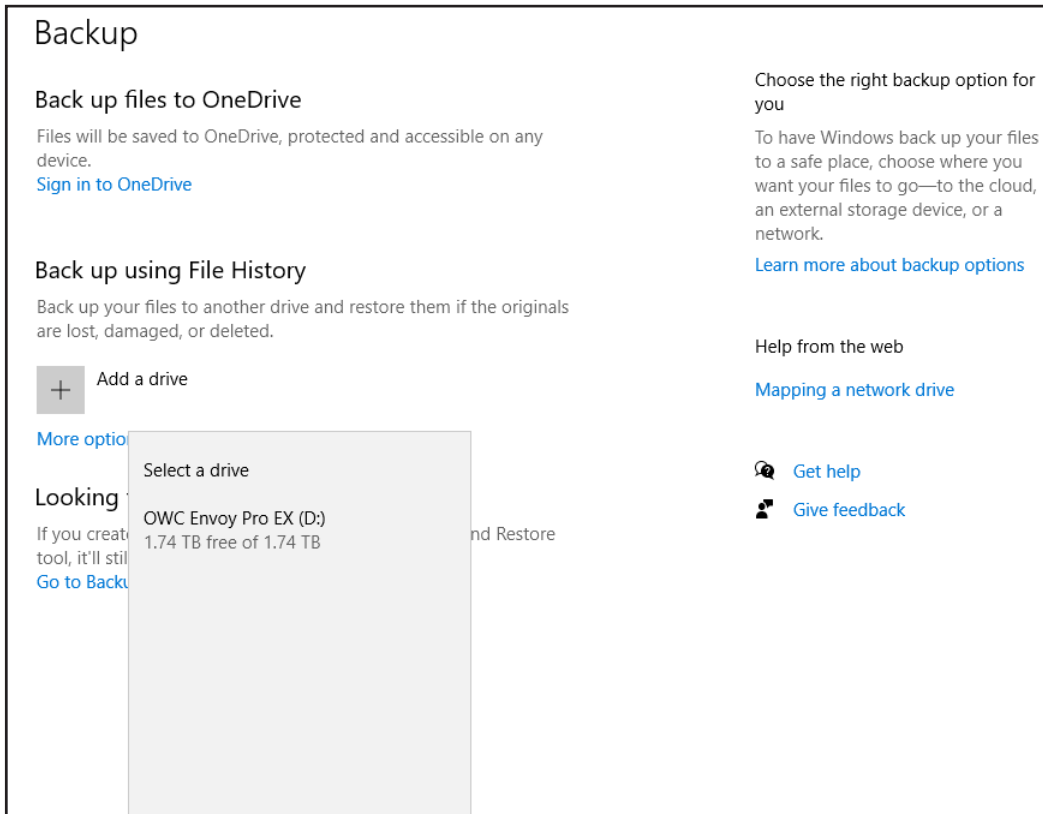 Backup
Back up files to OneDrive
Files will be saved to OneDrive, protected and accessible on any
device.
Sign in to OneDrive
Back up using File History
Back up your files to another drive and restore them if the originals
are lost, damaged, or deleted.
Add a drive
More optio
Select a drive
OWC Envoy Pro EX (D:)
1.74 TB free of 1.74 TB
Looking
If you creat nd Restore
tool, it'll stil
Go to Backu
Choose the right backup option for
you
To have Windows back up your files
to a safe place, choose where you
want your files to go—to the cloud,
an external storage device, or a
network.
Learn more about backup options
Help from the web
Mapping a network drive
Get help
Give feedback